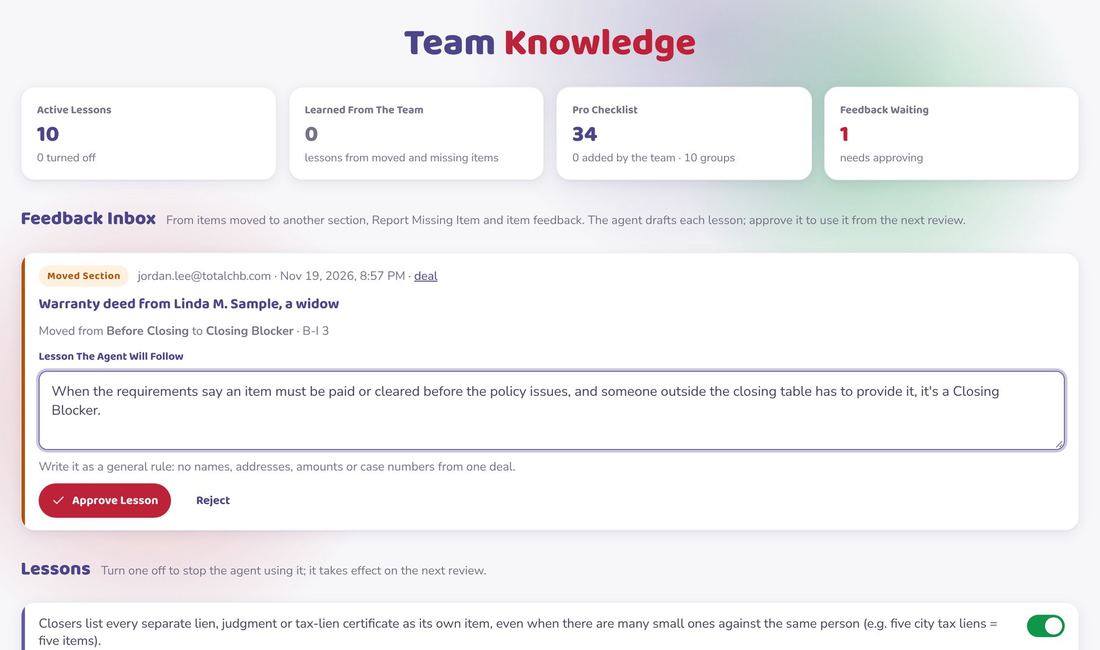 Team Knowledge
Active Lessons
10
0 turned off
Learned From The Team
0
lessons from moved and missing items
Pro Checklist
34
0 added by the team · 10 groups
Feedback Waiting
1
needs approving
Feedback Inbox From items moved to another section, Report Missing Item and item feedback. The agent drafts each lesson; approve it to use it from the next review.
Moved Section jordan.lee@totalchb.com · Nov 19, 2026, 8:57 PM · deal
Warranty deed from Linda M. Sample, a widow
Moved from Before Closing to Closing Blocker · B-I 3
Lesson The Agent Will Follow
When the requirements say an item must be paid or cleared before the policy issues, and someone outside the closing table has to provide it, it's a Closing
Blocker.
Write it as a general rule: no names, addresses, amounts or case numbers from one deal.
Approve Lesson Reject
Lessons Turn one off to stop the agent using it; it takes effect on the next review.
Closers list every separate lien, judgment or tax-lien certificate as its own item, even when there are many small ones against the same person (e.g. five city tax liens =
five items).